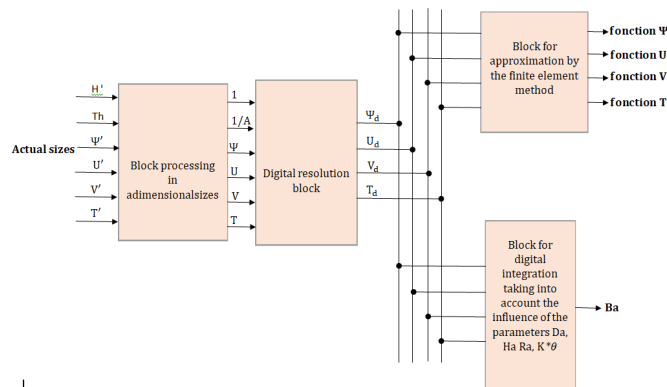 Actual sizes
H'
Th
Ψ'
U'
V'
T'
Block processing
in
adimensionalsizes
1
1/A
Ψ
U
V
T
Digital resolution
block
Ψd
Ud
Vd
Td
Block for
approximation by
the finite element
method
fonction Ψ
fonction U
fonction V
fonction T
Block for
digital
integration
taking into
account the
influence of the
parameters Da,
Ha Ra, K*θ
Ba